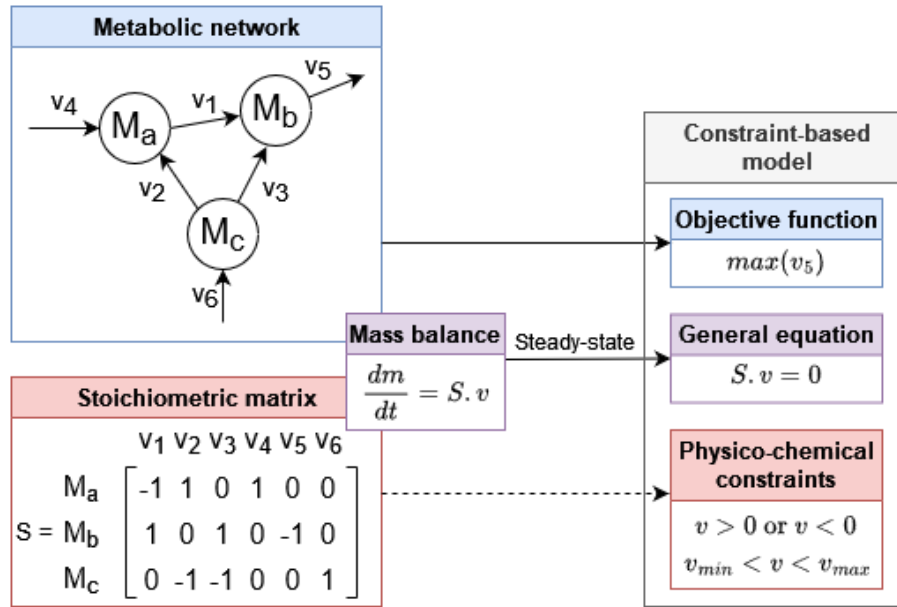 Metabolic network
v5
v4
v1
Ma
Mb
v2
v3
Mc
v6
Stoichiometric matrix
v1 v2 v3 v4 v5 v6
Ma -1 1 0 1 0 0
S = Mb 1 0 1 0 -1 0
Mc 0 -1 -1 0 0 1
Mass balance
dm/dt = S.v
Steady-state
Constraint-based
model
Objective function
max(v5)
General equation
S.v = 0
Physico-chemical
constraints
v > 0 or v < 0
vmin < v < vmax